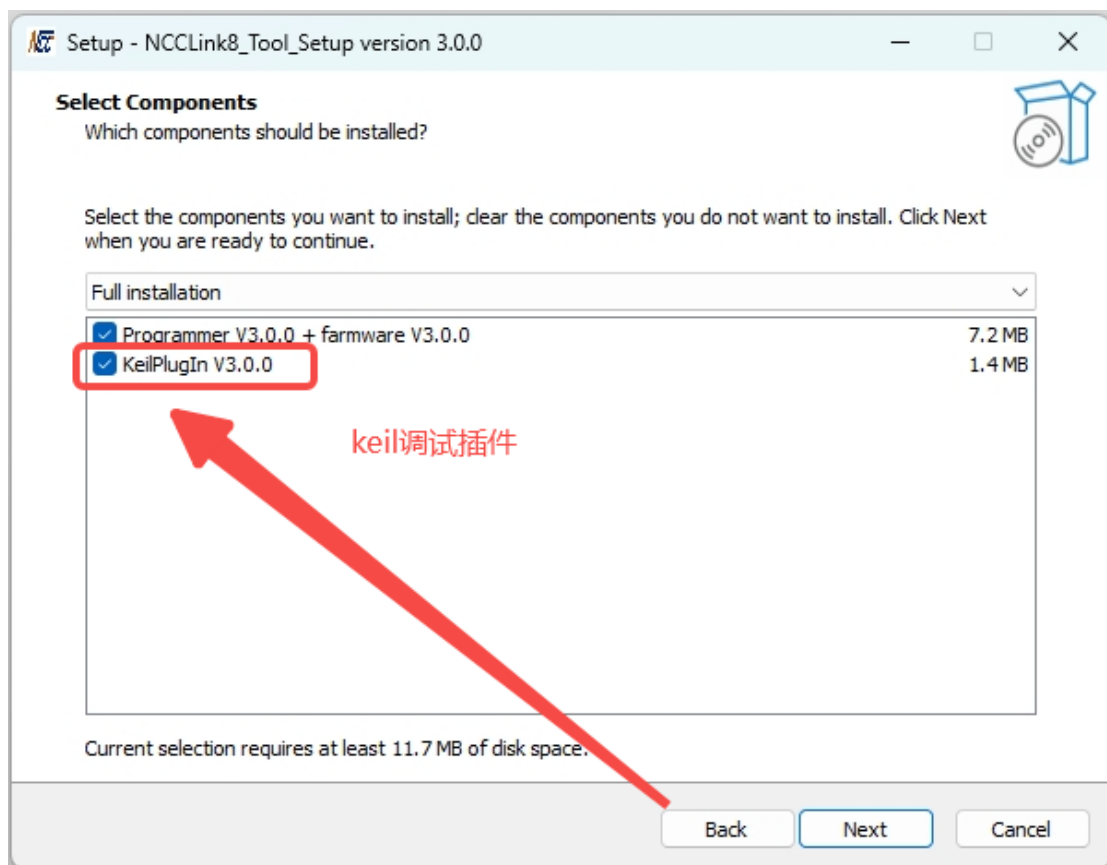 NCC
Setup - NCCLink8_Tool_Setup version 3.0.0
Select Components
Which components should be installed?
Select the components you want to install; clear the components you do not want to install. Click Next
when you are ready to continue.
Full installation
Programmer V3.0.0 + farmware V3.0.0 7.2 MB
KeilPlugIn V3.0.0 1.4 MB
keil调试插件
Current selection requires at least 11.7 MB of disk space.
Back Next Cancel